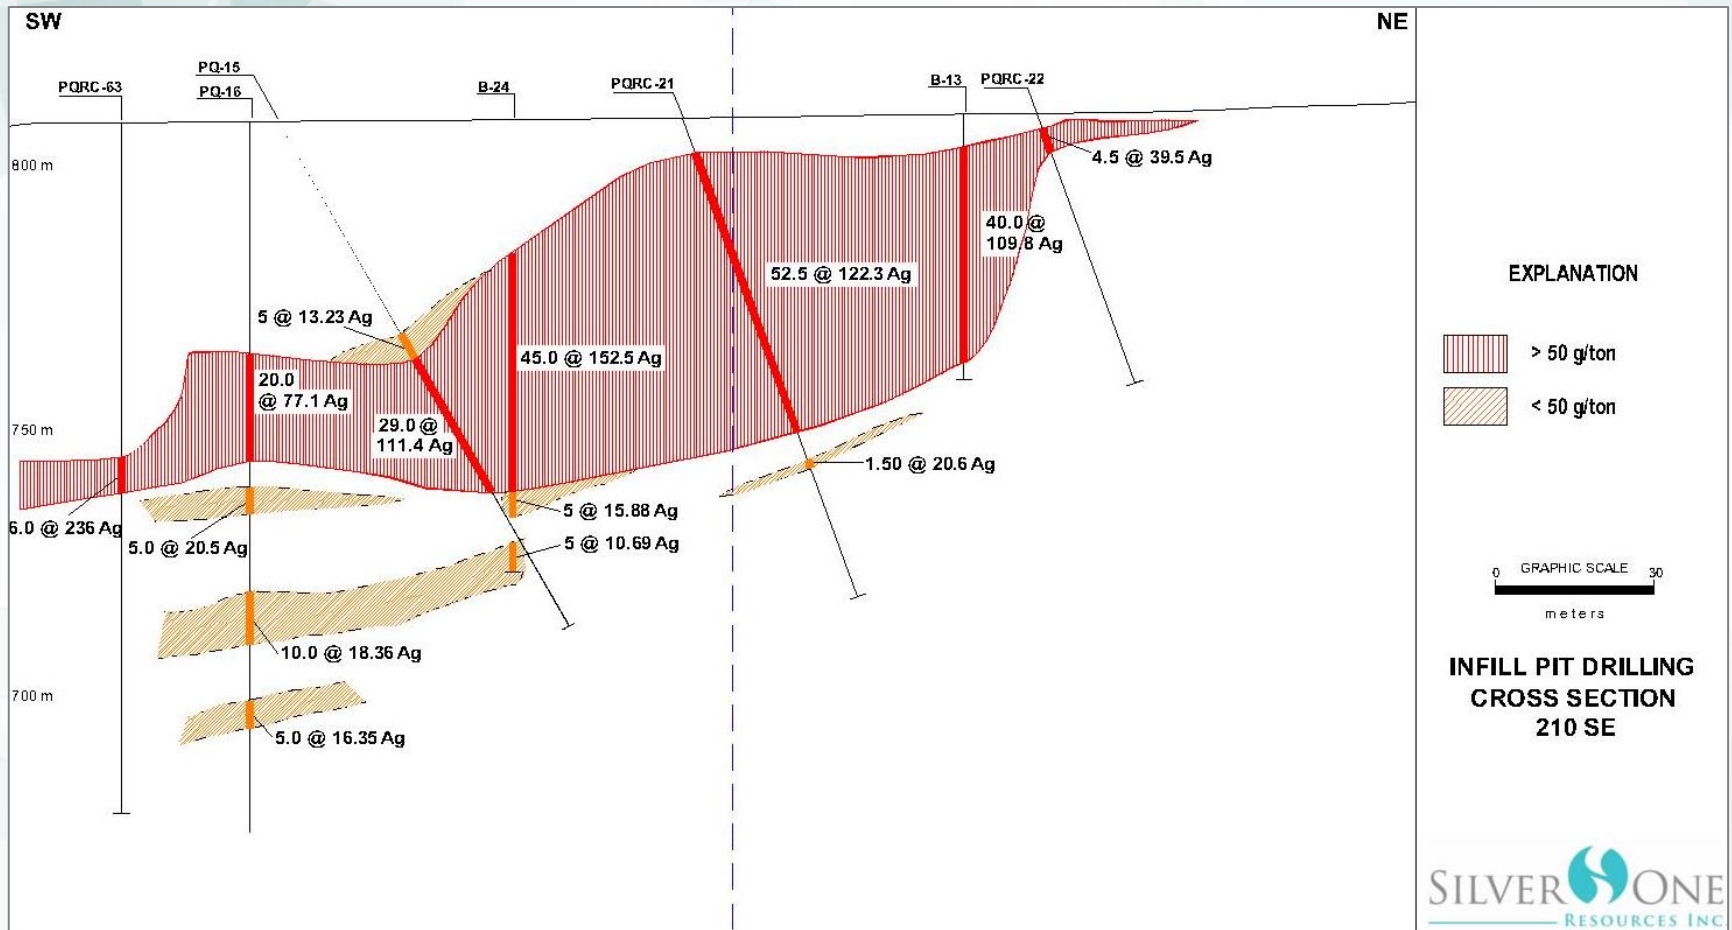 SW
NE
PQ-15
PQRC-63
PQ-16
B-24
PQRC-21
B-13
PQRC-22
800 m
4.5 @ 39.5 Ag
40.0 @
109.8 Ag
52.5 @ 122.3 Ag
5 @ 13.23 Ag
45.0 @ 152.5 Ag
20.0
@ 77.1 Ag
29.0 @
111.4 Ag
750 m
1.50 @ 20.6 Ag
6.0 @ 236 Ag
5.0 @ 20.5 Ag
5 @ 15.88 Ag
5 @ 10.69 Ag
10.0 @ 18.36 Ag
700 m
5.0 @ 16.35 Ag
EXPLANATION
> 50 g/ton
< 50 g/ton
0 GRAPHIC SCALE 30
meters
INFILL PIT DRILLING
CROSS SECTION
210 SE
SILVER ONE
RESOURCES INC